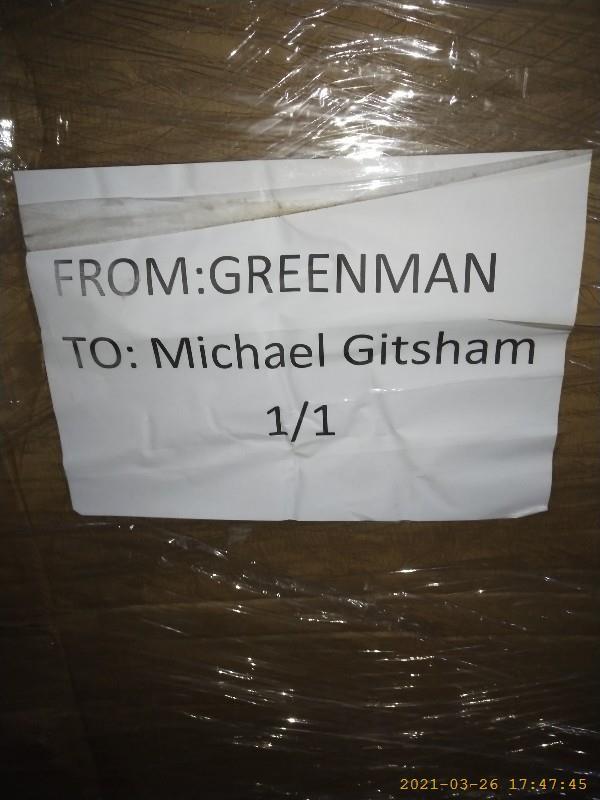 FROM:GREENMAN
TO: Michael Gitsham
1/1
2021-03-26 17:47:45